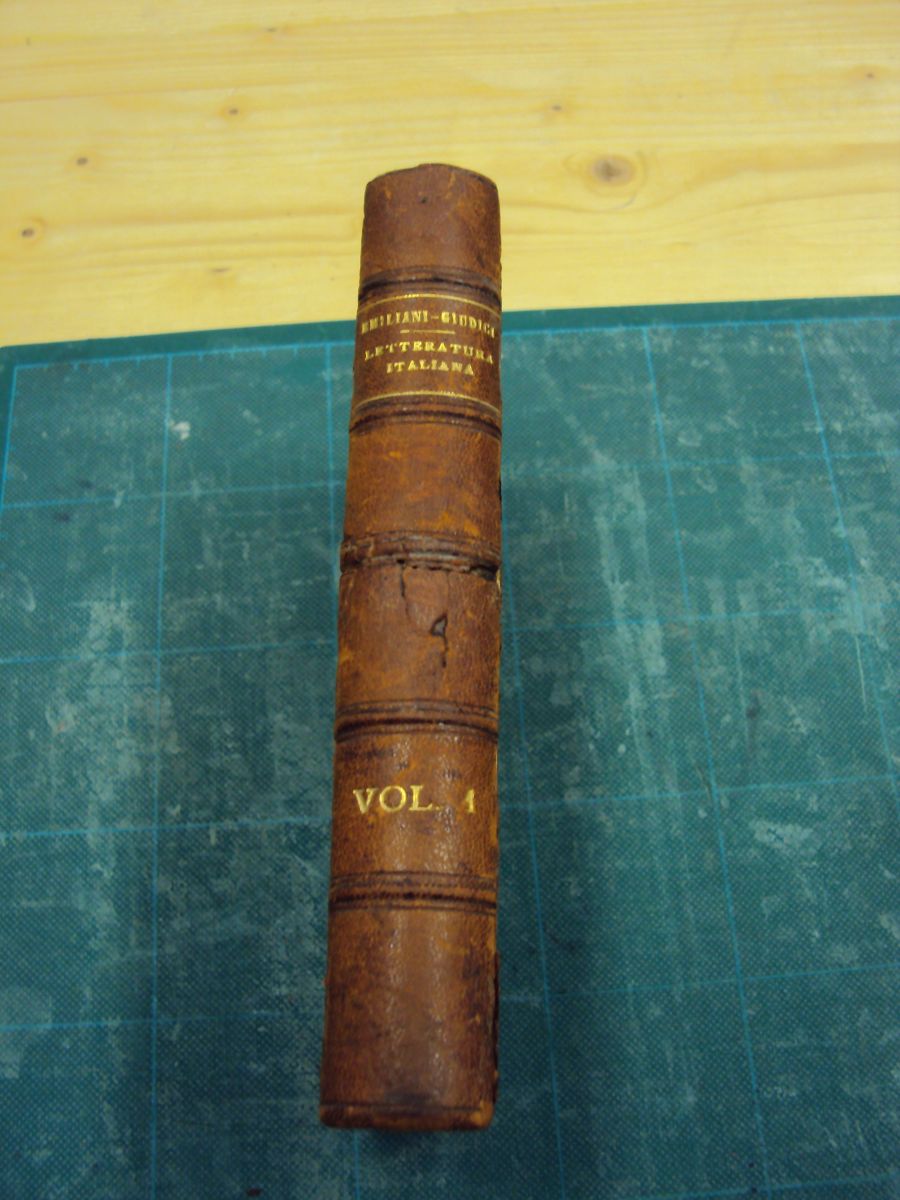 EMILIANI-GIUDICI
LETTERATURA
ITALIANA
VOL. 1